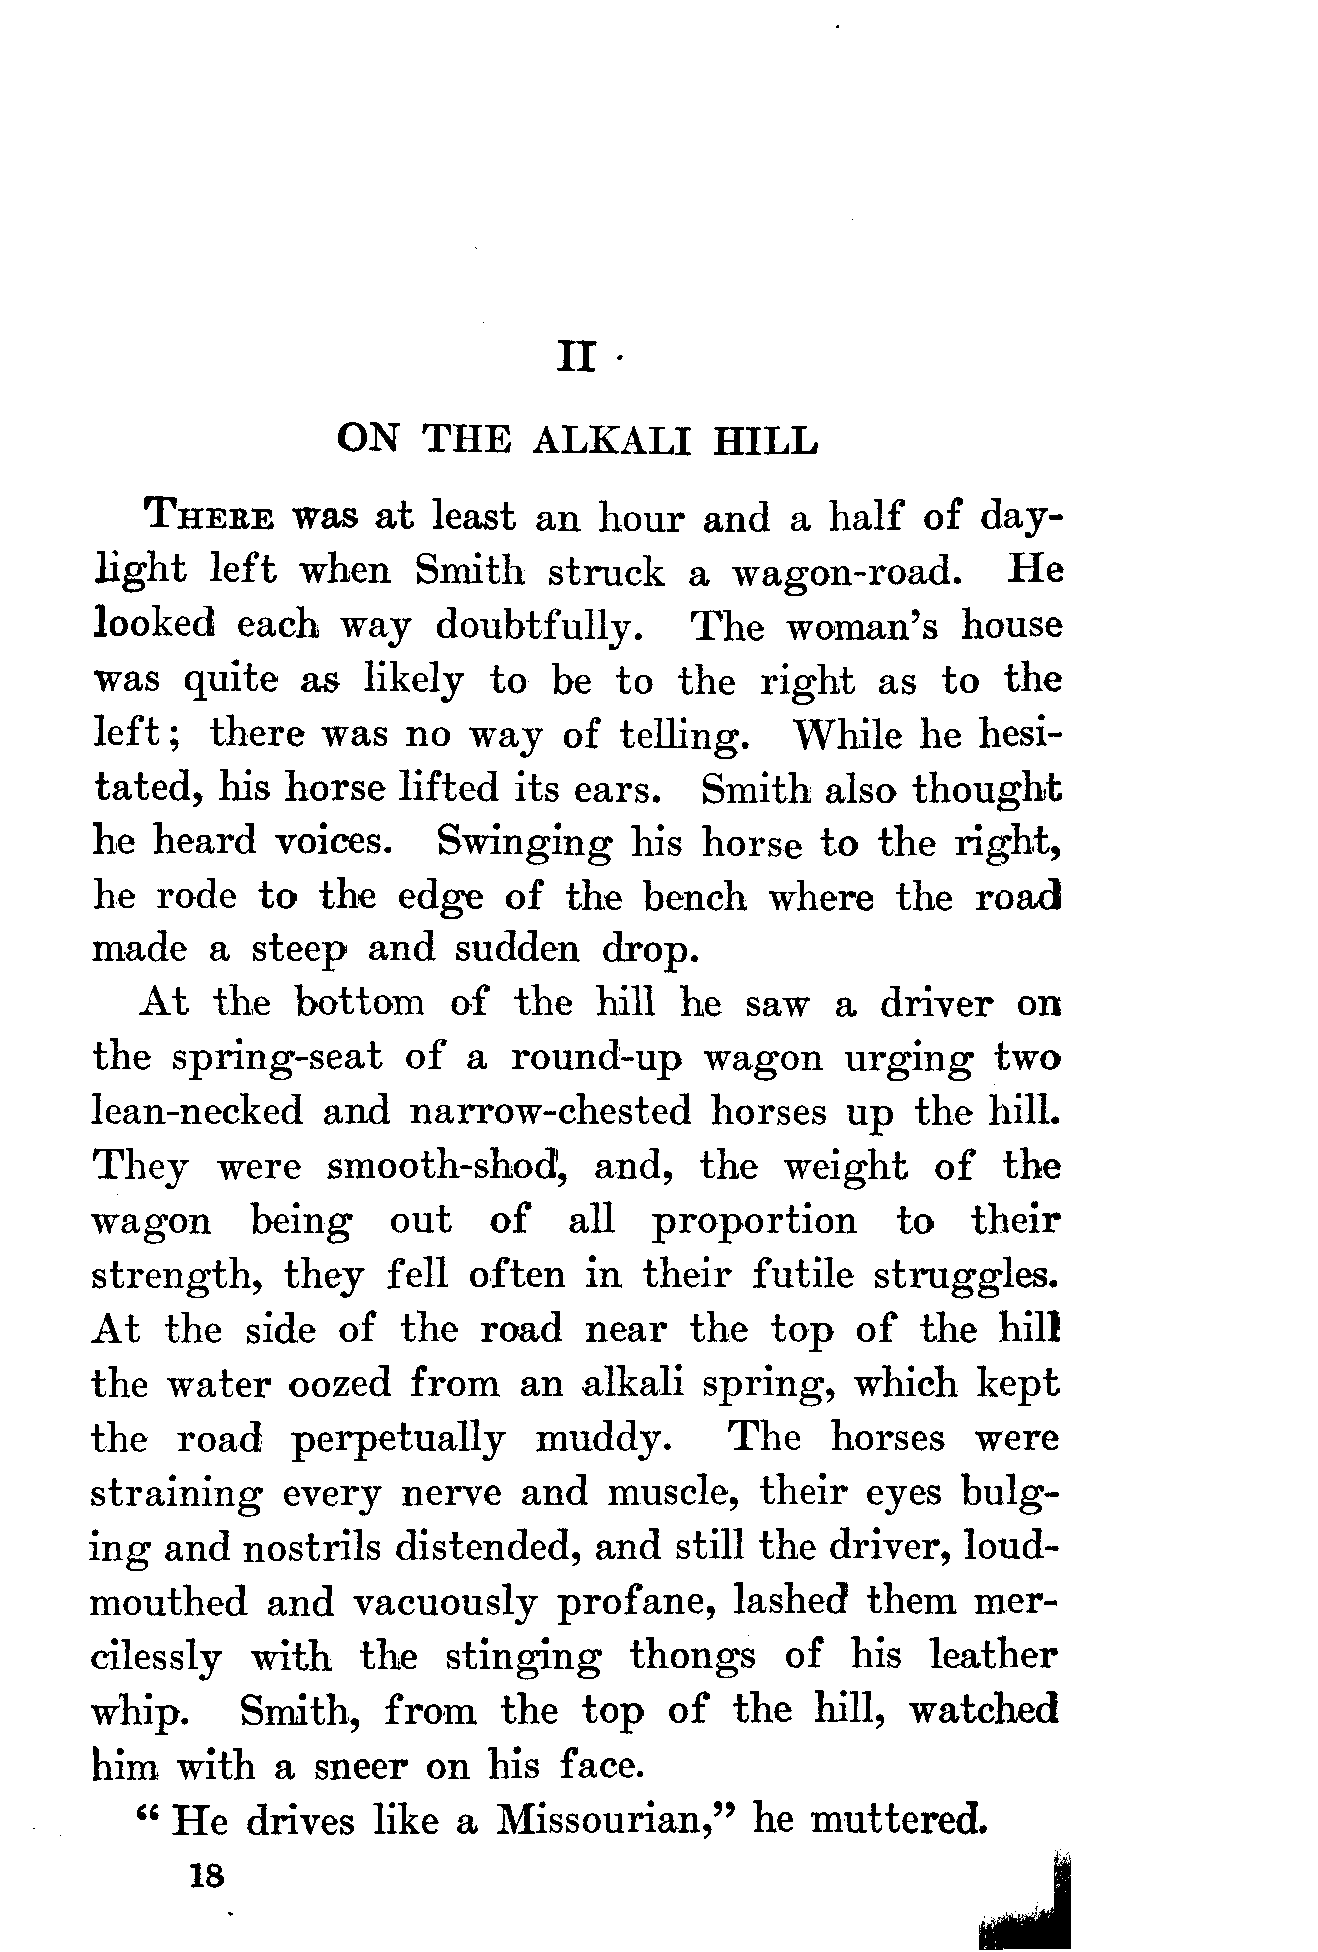 II
ON THE ALKALI HILL
THERE was at least an hour and a half of day-
light left when Smith struck a wagon-road. He
looked each way doubtfully. The woman's house
was quite as likely to be to the right as to the
left; there was no way of telling. While he hesi-
tated, his horse lifted its ears. Smith also thought
he heard voices. Swinging his horse to the right,
he rode to the edge of the bench where the road
made a steep and sudden drop.
At the bottom of the hill he saw a driver on
the spring-seat of a round-up wagon urging two
lean-necked and narrow-chested horses up the hill.
They were smooth-shod, and, the weight of the
wagon being out of all proportion to their
strength, they fell often in their futile struggles.
At the side of the road near the top of the hill
the water oozed from an alkali spring, which kept
the road perpetually muddy. The horses were
straining every nerve and muscle, their eyes bulg-
ing and nostrils distended, and still the driver, loud-
mouthed and vacuously profane, lashed them mer-
cilessly with the stinging thongs of his leather
whip. Smith, from the top of the hill, watched
him with a sneer on his face.
"He drives like a Missourian," he muttered.
18